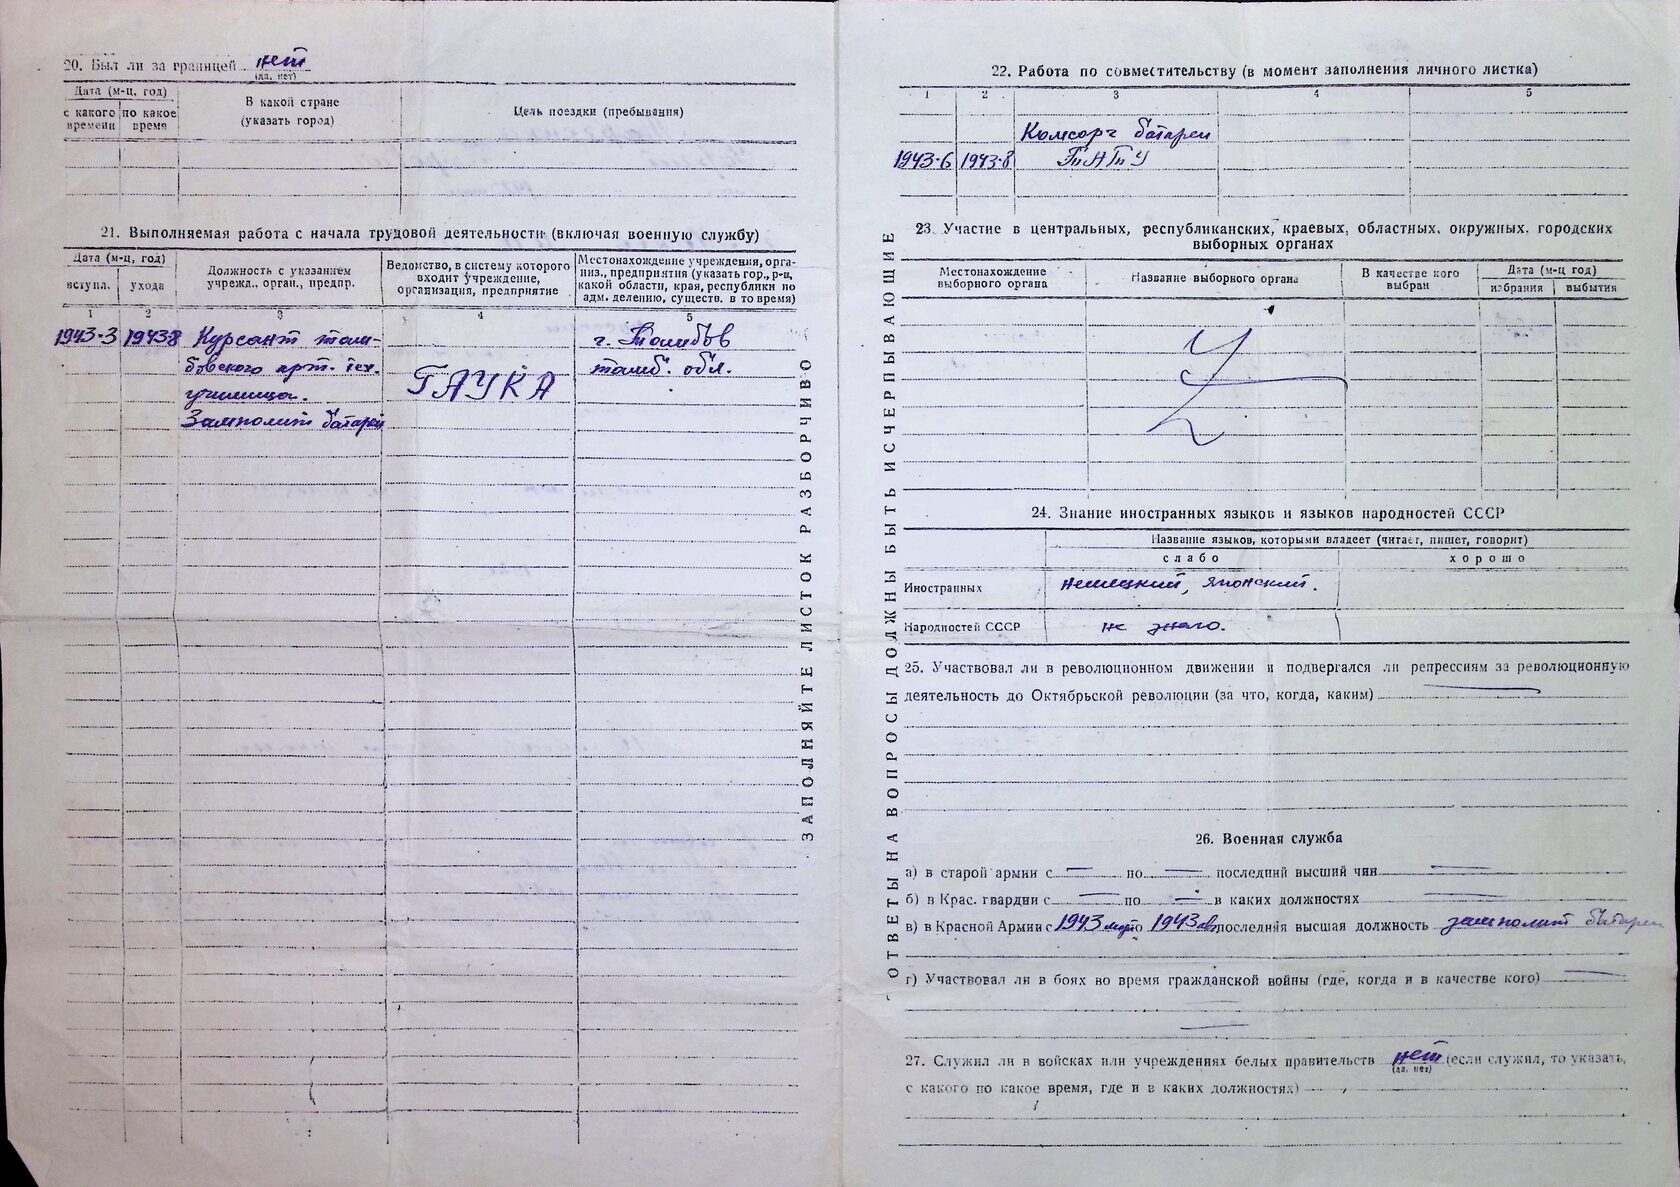 20. Был ли за границей нет
(да, нет)
Дата (м-ц, год)
с какого времени
по какое время
В какой стране
(указать город)
Цель поездки (пребывания)
21. Выполняемая работа с начала трудовой деятельности (включая военную службу)
Дата (м-ц, год)
вступл.
ухода
Должность с указанием
учрежд., орган., предпр.
Ведомство, в систему которого
входит учреждение,
организация, предприятие
Местонахождение учреждения, орга-
низ., предприятия (указать гор., р-н,
какой области, края, республики по
адм. делению, существ. в то время)
1 2 3 4 5
1943-3 1943-8 Курсант там- г. Тамбов
бовского арт. тех. тамб. обл.
училища. ГАУКА
Замполит батареи
ЗАПОЛНЯЙТЕ ЛИСТОК РАЗБОРЧИВО
ОТВЕТЫ НА ВОПРОСЫ ДОЛЖНЫ БЫТЬ ИСЧЕРПЫВАЮЩИЕ
22. Работа по совместительству (в момент заполнения личного листка)
1 2 3 4 5
Комсорг батареи
1943-6 1943-8
23. Участие в центральных, республиканских, краевых, областных, окружных, городских
выборных органах
Местонахождение
выборного органа
Название выборного органа
В качестве кого
выбран
Дата (м-ц год)
избрания
выбытия
24. Знание иностранных языков и языков народностей СССР
Название языков, которыми владеет (читает, пишет, говорит)
слабо хорошо
Иностранных немецкий, японский.
Народностей СССР не знаю.
25. Участвовал ли в революционном движении и подвергался ли репрессиям за революционную
деятельность до Октябрьской революции (за что, когда, каким)
26. Военная служба
а) в старой армии с — по — последний высший чин —
б) в Крас. гвардии с — по — в каких должностях —
в) в Красной Армии с 1943 март по 1943 авг последняя высшая должность замполит батареи
г) Участвовал ли в боях во время гражданской войны (где, когда и в качестве кого) —
27. Служил ли в войсках или учреждениях белых правительств нет (если служил, то указать,
(да, нет)
с какого по какое время, где и в каких должностях)